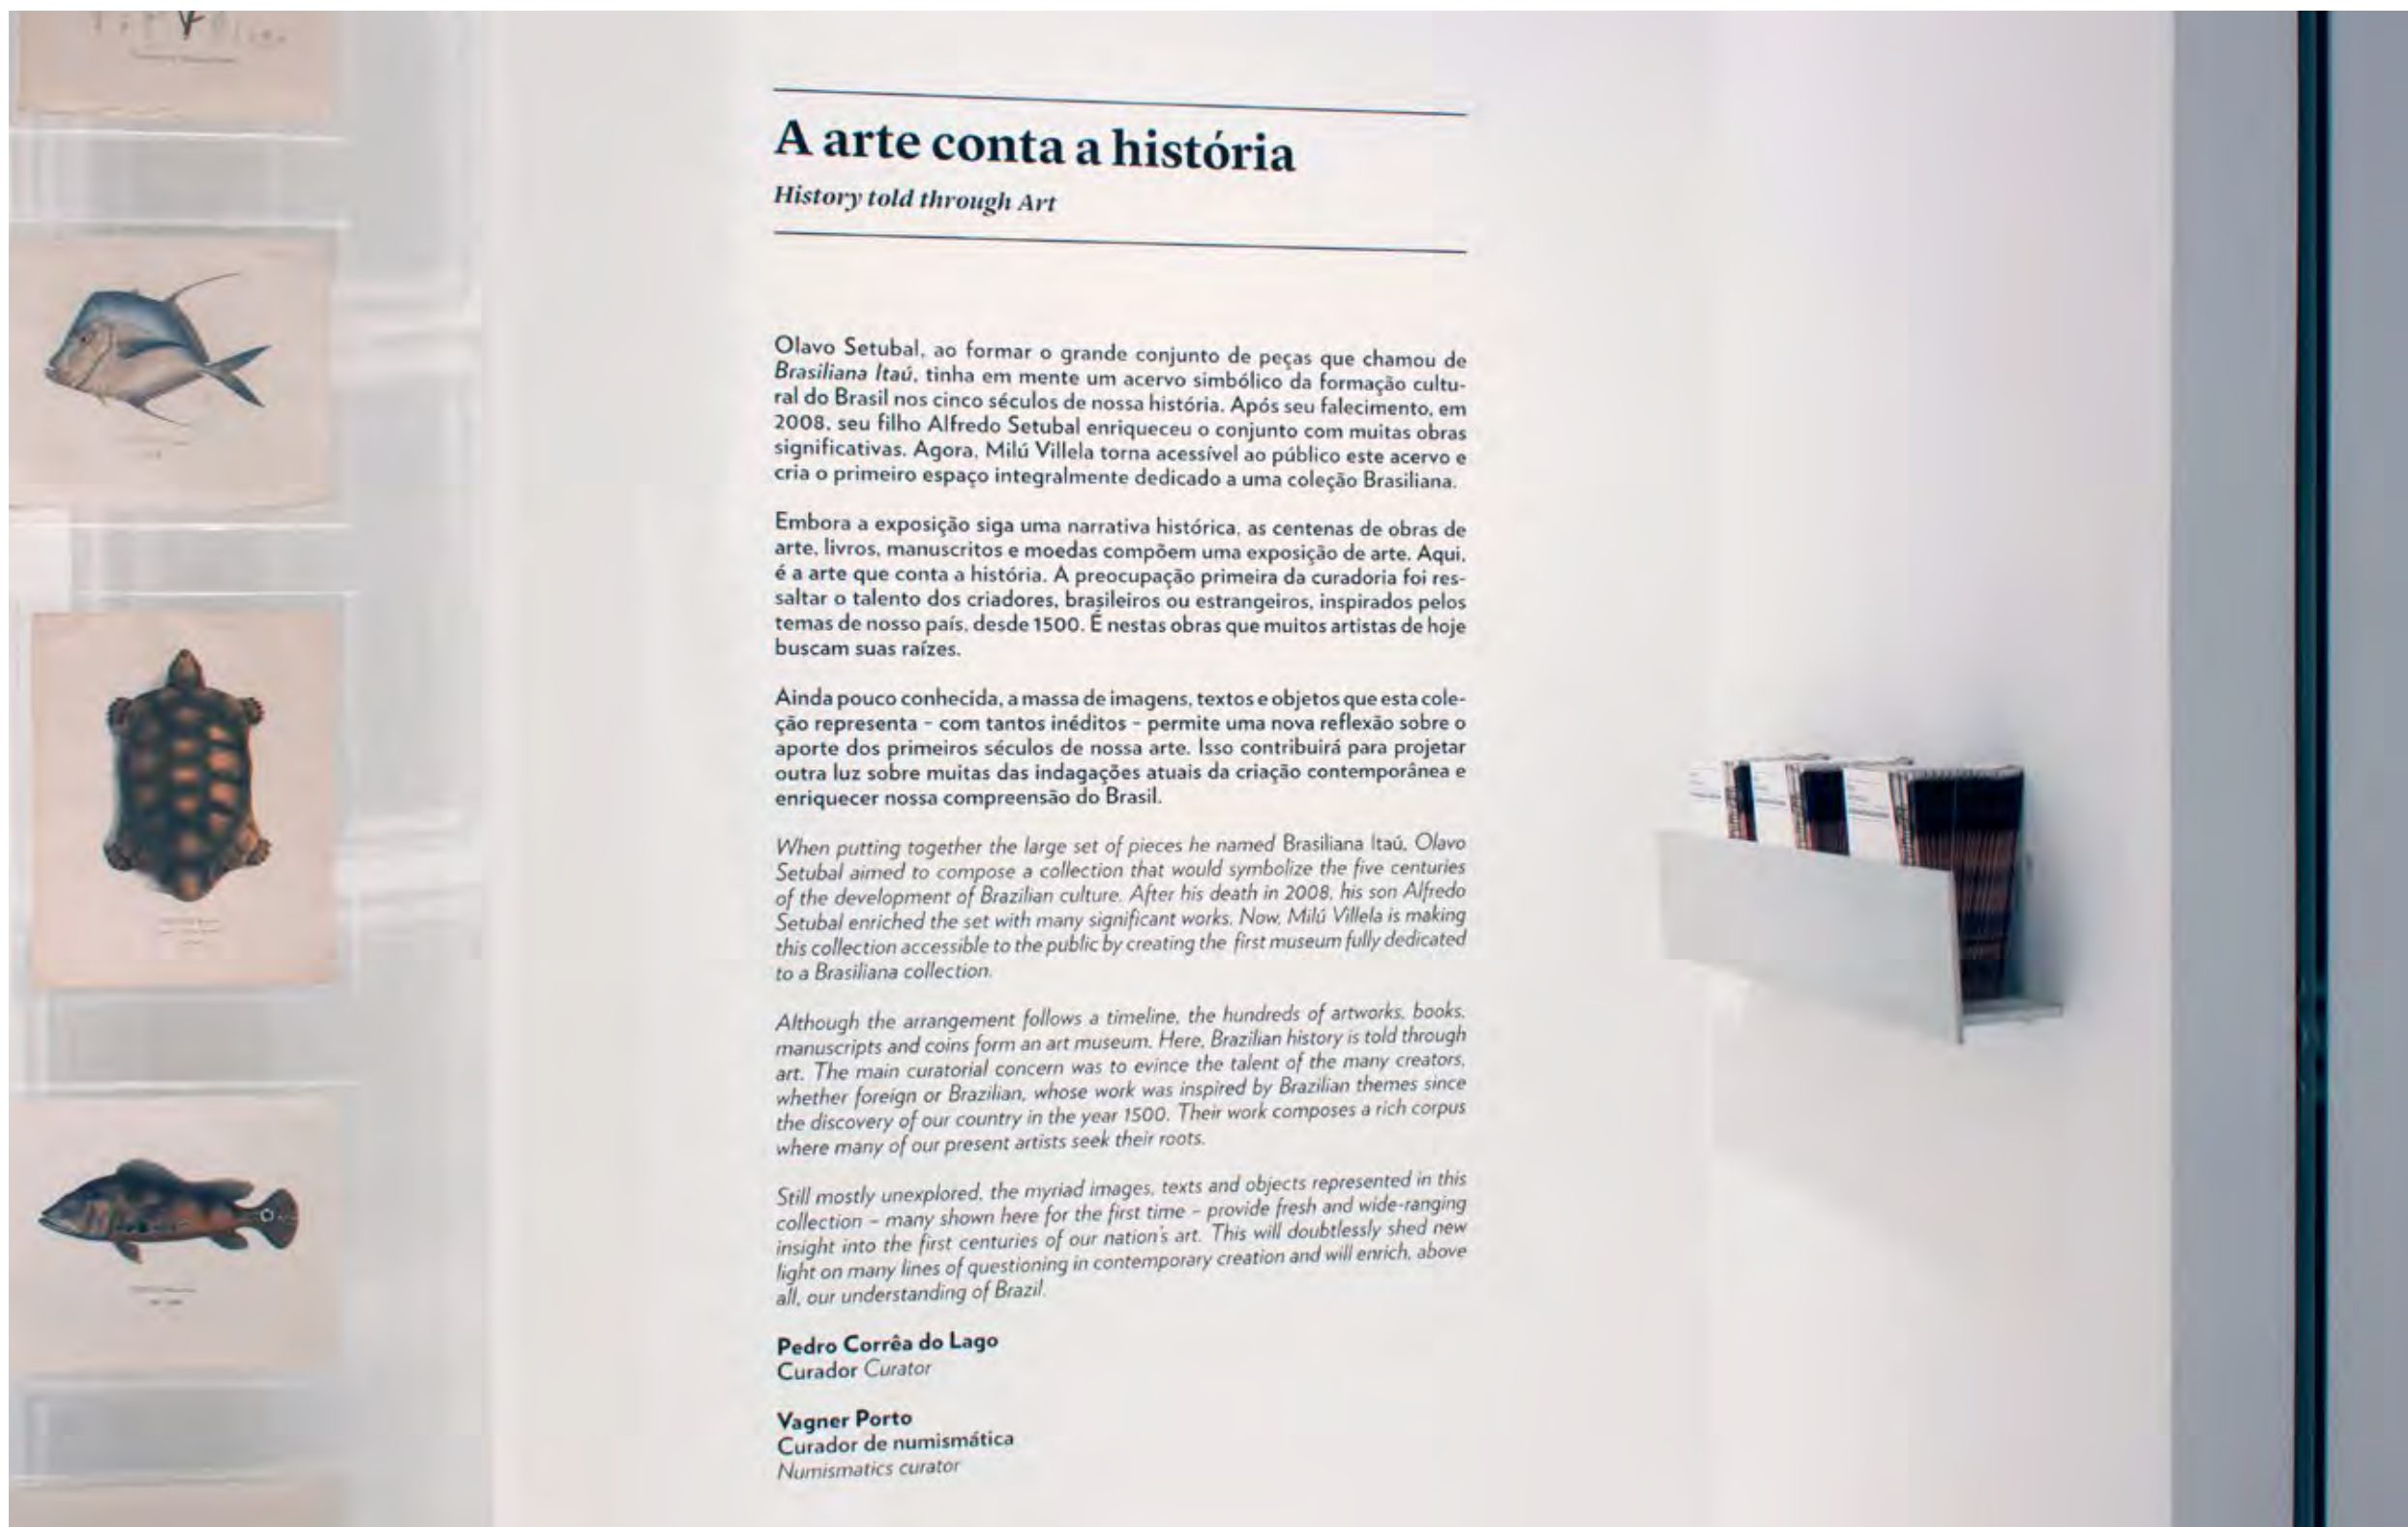 A arte conta a história
History told through Art
Olavo Setubal, ao formar o grande conjunto de peças que chamou de
Brasiliana Itaú, tinha em mente um acervo simbólico da formação cultu-
ral do Brasil nos cinco séculos de nossa história. Após seu falecimento, em
2008, seu filho Alfredo Setubal enriqueceu o conjunto com muitas obras
significativas. Agora, Milú Villela torna acessível ao público este acervo e
cria o primeiro espaço integralmente dedicado a uma coleção Brasiliana.
Embora a exposição siga uma narrativa histórica, as centenas de obras de
arte, livros, manuscritos e moedas compõem uma exposição de arte. Aqui,
é a arte que conta a história. A preocupação primeira da curadoria foi res-
saltar o talento dos criadores, brasileiros ou estrangeiros, inspirados pelos
temas de nosso país, desde 1500. É nestas obras que muitos artistas de hoje
buscam suas raízes.
Ainda pouco conhecida, a massa de imagens, textos e objetos que esta cole-
ção representa – com tantos inéditos – permite uma nova reflexão sobre o
aporte dos primeiros séculos de nossa arte. Isso contribuirá para projetar
outra luz sobre muitas das indagações atuais da criação contemporânea e
enriquecer nossa compreensão do Brasil.
When putting together the large set of pieces he named Brasiliana Itaú, Olavo
Setubal aimed to compose a collection that would symbolize the five centuries
of the development of Brazilian culture. After his death in 2008, his son Alfredo
Setubal enriched the set with many significant works. Now, Milú Villela is making
this collection accessible to the public by creating the first museum fully dedicated
to a Brasiliana collection.
Although the arrangement follows a timeline, the hundreds of artworks, books,
manuscripts and coins form an art museum. Here, Brazilian history is told through
art. The main curatorial concern was to evince the talent of the many creators,
whether foreign or Brazilian, whose work was inspired by Brazilian themes since
the discovery of our country in the year 1500. Their work composes a rich corpus
where many of our present artists seek their roots.
Still mostly unexplored, the myriad images, texts and objects represented in this
collection – many shown here for the first time – provide fresh and wide-ranging
insight into the first centuries of our nation's art. This will doubtlessly shed new
light on many lines of questioning in contemporary creation and will enrich, above
all, our understanding of Brazil.
Pedro Corrêa do Lago
Curador Curator
Vagner Porto
Curador de numismática
Numismatics curator